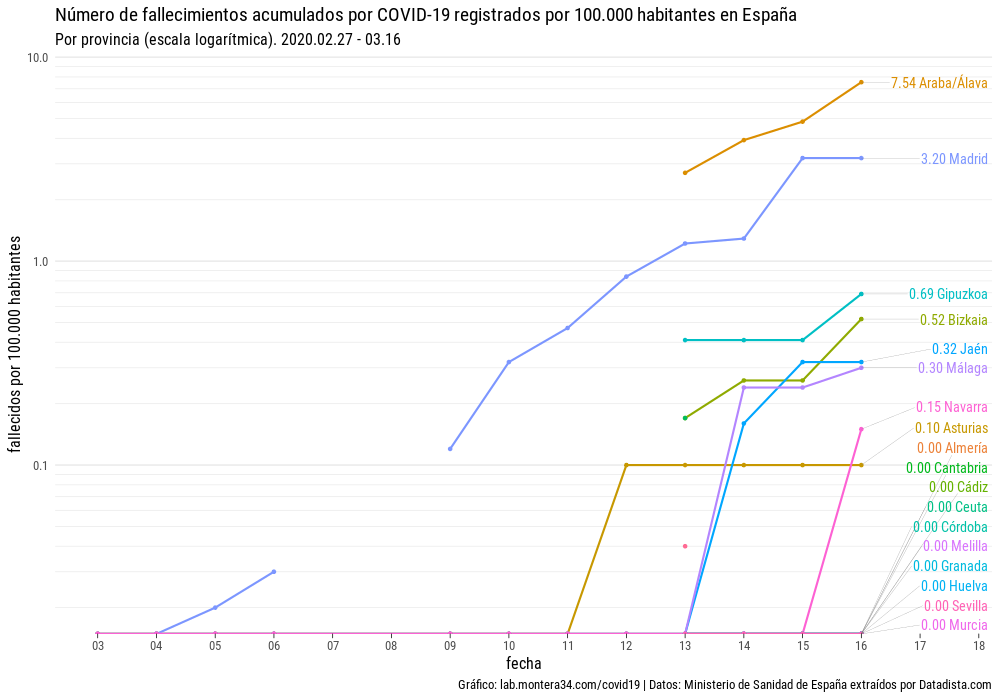 Número de fallecimientos acumulados por COVID-19 registrados por 100.000 habitantes en España
Por provincia (escala logarítmica). 2020.02.27 - 03.16
10.0
7.54 Araba/Álava
3.20 Madrid
1.0
0.69 Gipuzkoa
0.52 Bizkaia
0.32 Jaén
0.30 Málaga
0.15 Navarra
0.10 Asturias
0.00 Almería
0.1
0.00 Cantabria
0.00 Cádiz
0.00 Ceuta
0.00 Córdoba
0.00 Melilla
0.00 Granada
0.00 Huelva
0.00 Sevilla
0.00 Murcia
fallecidos por 100.000 habitantes
03 04 05 06 07 08 09 10 11 12 13 14 15 16 17 18
fecha
Gráfico: lab.montera34.com/covid19 | Datos: Ministerio de Sanidad de España extraídos por Datadista.com